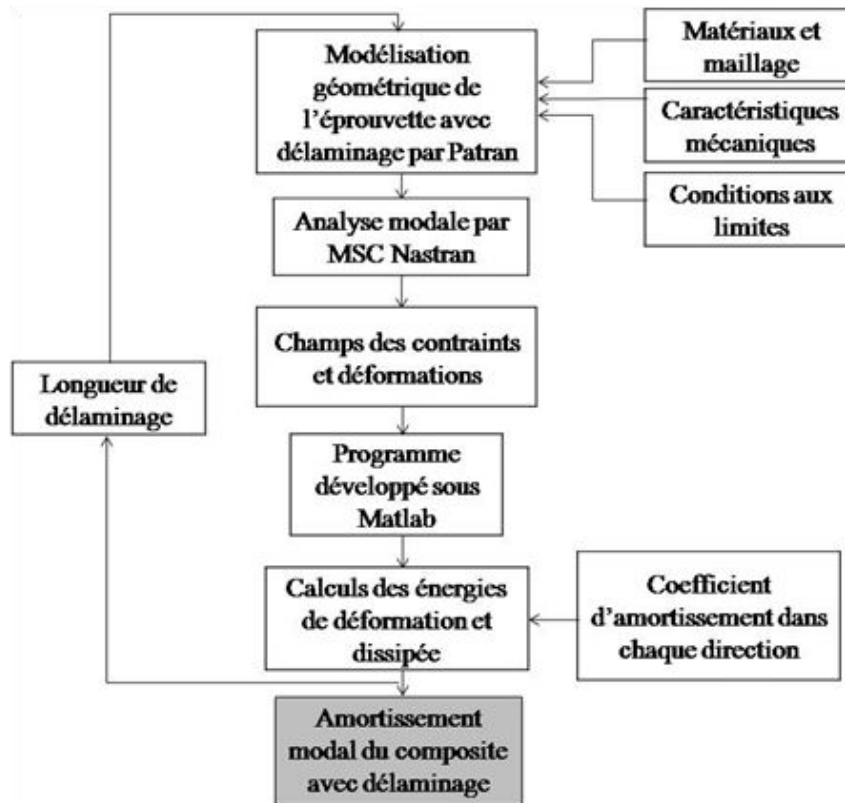 Modélisation
géométrique de
l'éprouvette avec
délaminage par Patran
Matériaux et
maillage
Caractéristiques
mécaniques
Conditions aux
limites
Analyse modale par
MSC Nastran
Champs des contraints
et déformations
Longueur de
délaminage
Programme
développé sous
Matlab
Calculs des énergies
de déformation et
dissipée
Coefficient
d'amortissement dans
chaque direction
Amortissement
modal du composite
avec délaminage